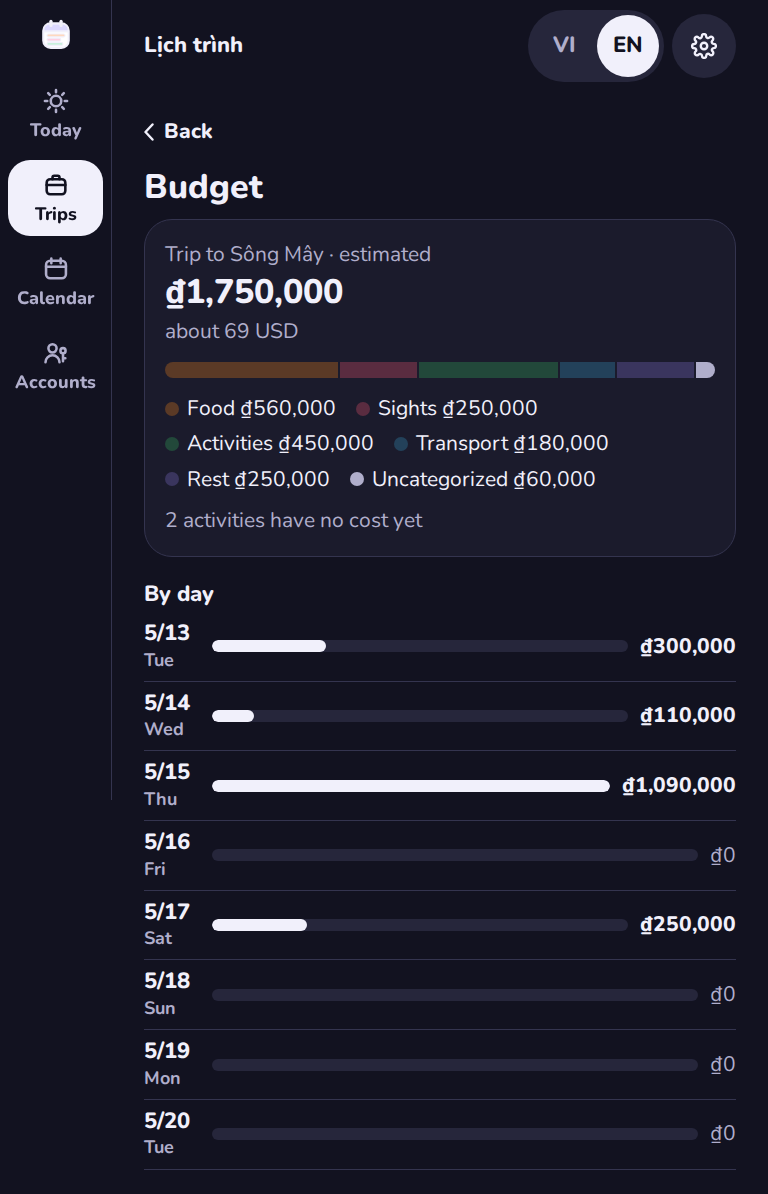 Lịch trình
VI EN
Today
Trips
Calendar
Accounts
Back
Budget
Trip to Sông Mây · estimated
₫1,750,000
about 69 USD
Food ₫560,000 Sights ₫250,000
Activities ₫450,000 Transport ₫180,000
Rest ₫250,000 Uncategorized ₫60,000
2 activities have no cost yet
By day
5/13
Tue
₫300,000
5/14
Wed
₫110,000
5/15
Thu
₫1,090,000
5/16
Fri
₫0
5/17
Sat
₫250,000
5/18
Sun
₫0
5/19
Mon
₫0
5/20
Tue
₫0